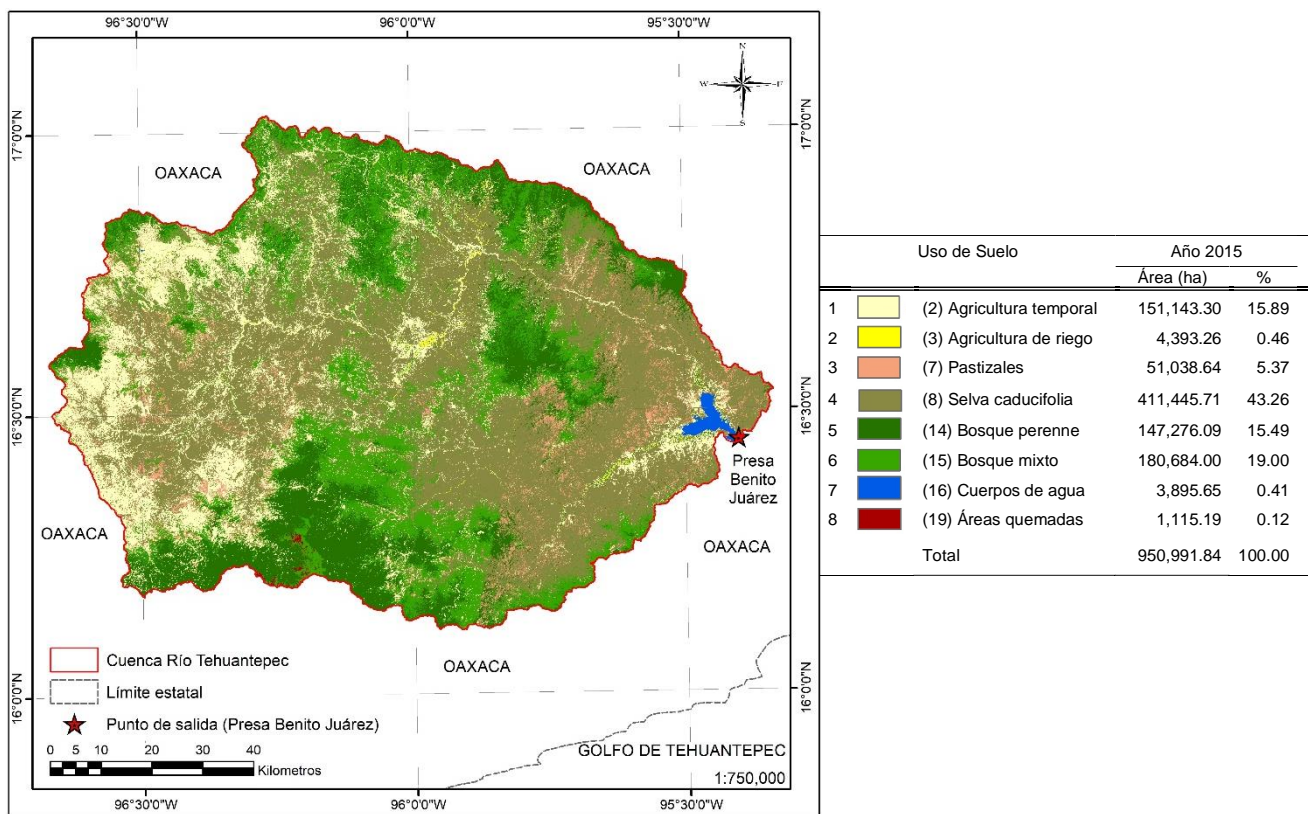 96°30'0"W 96°0'0"W 95°30'0"W
17°0'0"N 17°0'0"N
16°30'0"N 16°30'0"N
16°0'0"N 16°0'0"N
N
W E
S
OAXACA
OAXACA
Presa
Benito
Juárez
OAXACA
OAXACA
OAXACA
Cuenca Río Tehuantepec
Límite estatal
Punto de salida (Presa Benito Juárez)
0 5 10 20 30 40
Kilometros
GOLFO DE TEHUANTEPEC
1:750,000
96°30'0"W 96°0'0"W 95°30'0"W
Uso de Suelo Año 2015
Área (ha) %
1 (2) Agricultura temporal 151,143.30 15.89
2 (3) Agricultura de riego 4,393.26 0.46
3 (7) Pastizales 51,038.64 5.37
4 (8) Selva caducifolia 411,445.71 43.26
5 (14) Bosque perenne 147,276.09 15.49
6 (15) Bosque mixto 180,684.00 19.00
7 (16) Cuerpos de agua 3,895.65 0.41
8 (19) Áreas quemadas 1,115.19 0.12
Total 950,991.84 100.00